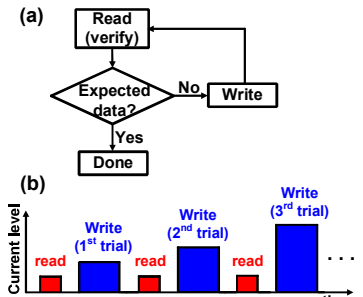 (a)
Read
(verify)
Expected
data?
No
Write
Yes
Done
(b)
Current level
read
Write
(1st trial)
read
Write
(2nd trial)
read
Write
(3rd trial)
. . .